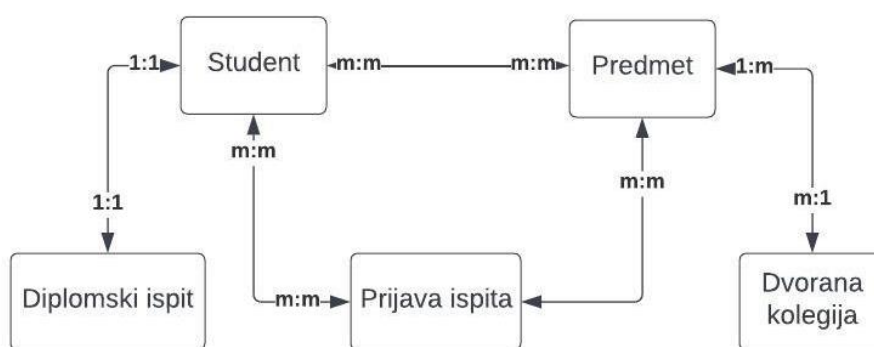 Student
Predmet
1:1
m:m
m:m
1:m
m:m
m:m
1:1
m:1
Diplomski ispit
m:m
Prijava ispita
Dvorana
kolegija